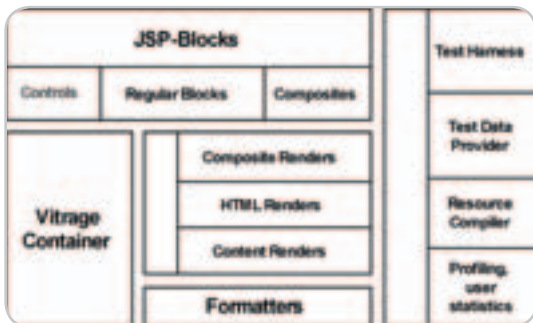 JSP-Blocks
Controls
Regular Blocks
Composites
Vitrage
Container
Composite Renders
HTML Renders
Content Renders
Formatters
Test Harness
Test Data
Provider
Resource
Compiler
Profiling,
user
statistics